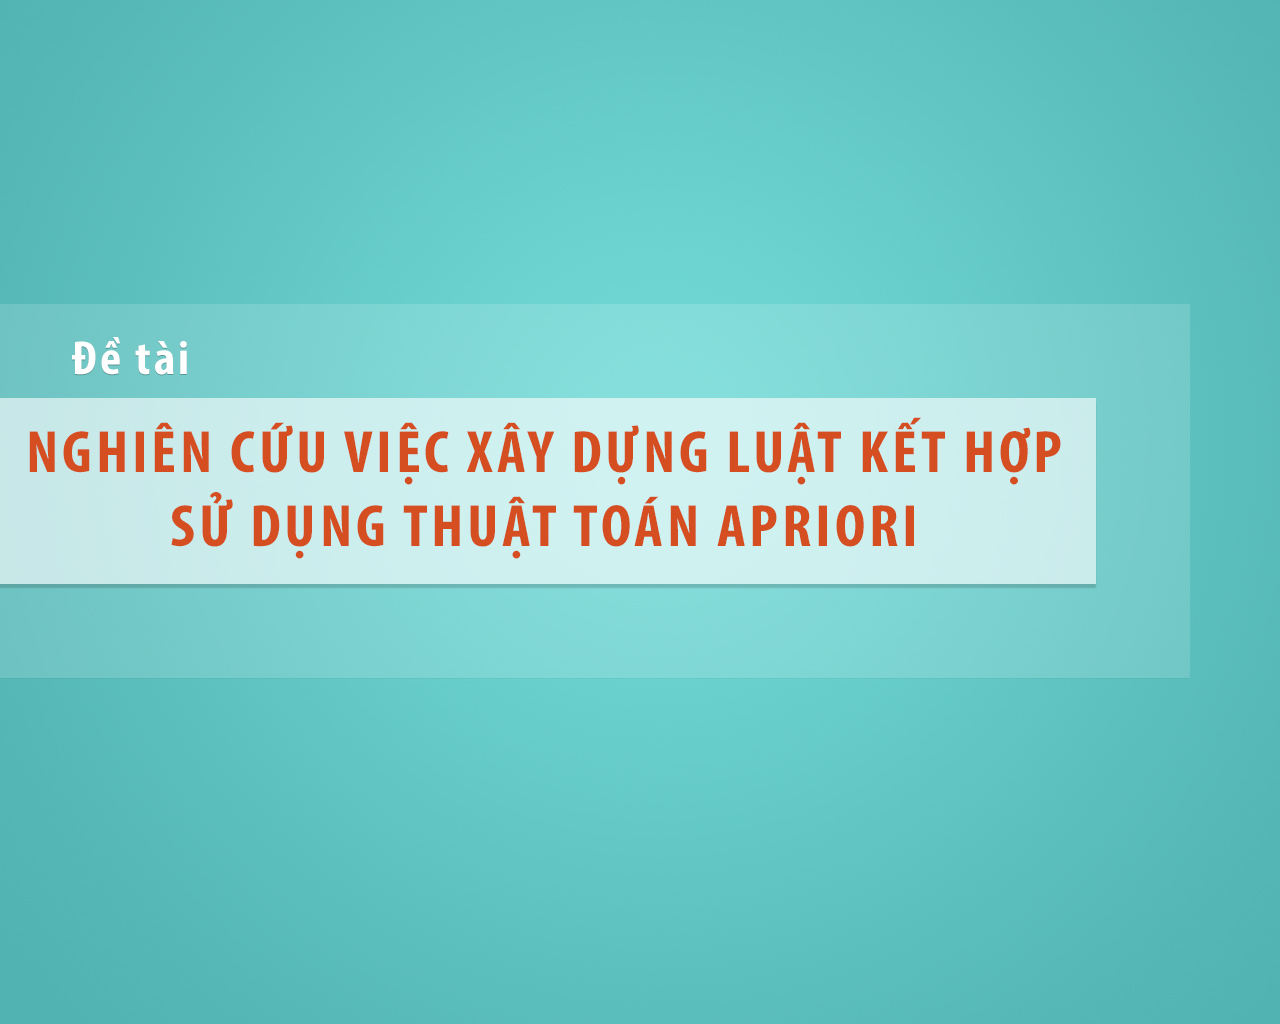 Đề tài
NGHIÊN CỨU VIỆC XÂY DỰNG LUẬT KẾT HỢP
SỬ DỤNG THUẬT TOÁN APRIORI